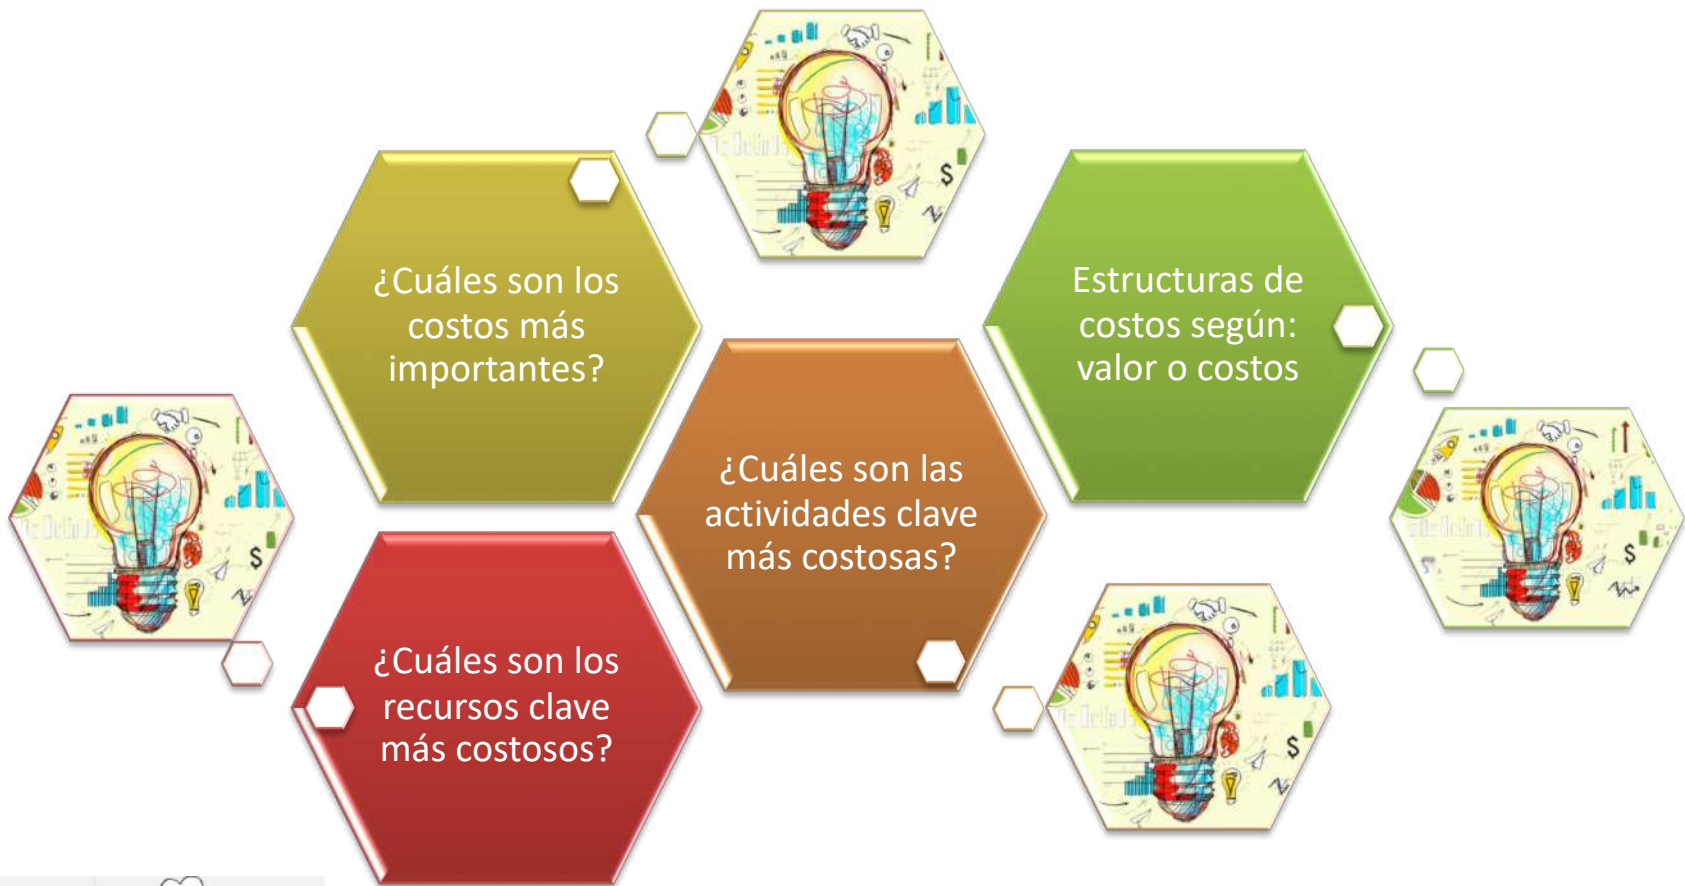 ¿Cuáles son los
costos más
importantes?
Estructuras de
costos según:
valor o costos
¿Cuáles son las
actividades clave
más costosas?
¿Cuáles son los
recursos clave
más costosos?
$
$
$
$